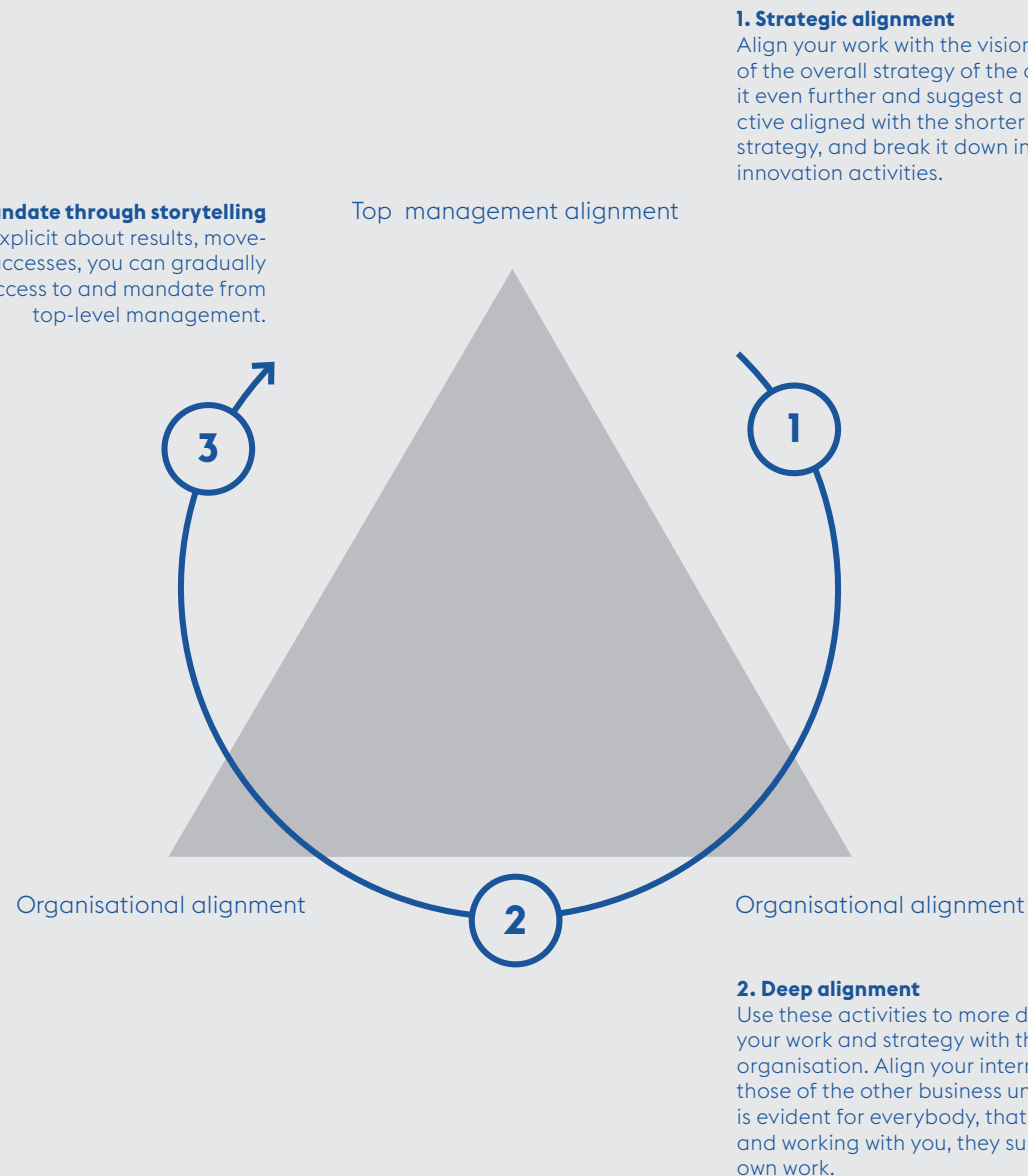 1. Strategic alignment
Align your work with the vision
of the overall strategy of the
it even further and suggest a
ctive aligned with the shorter
strategy, and break it down in
innovation activities.
ndate through storytelling
xplicit about results, move-
ccesses, you can gradually
ccess to and mandate from
top-level management.
Top management alignment
3
1
Organisational alignment
2
Organisational alignment
2. Deep alignment
Use these activities to more d
your work and strategy with th
organisation. Align your intern
those of the other business un
is evident for everybody, that
and working with you, they su
own work.